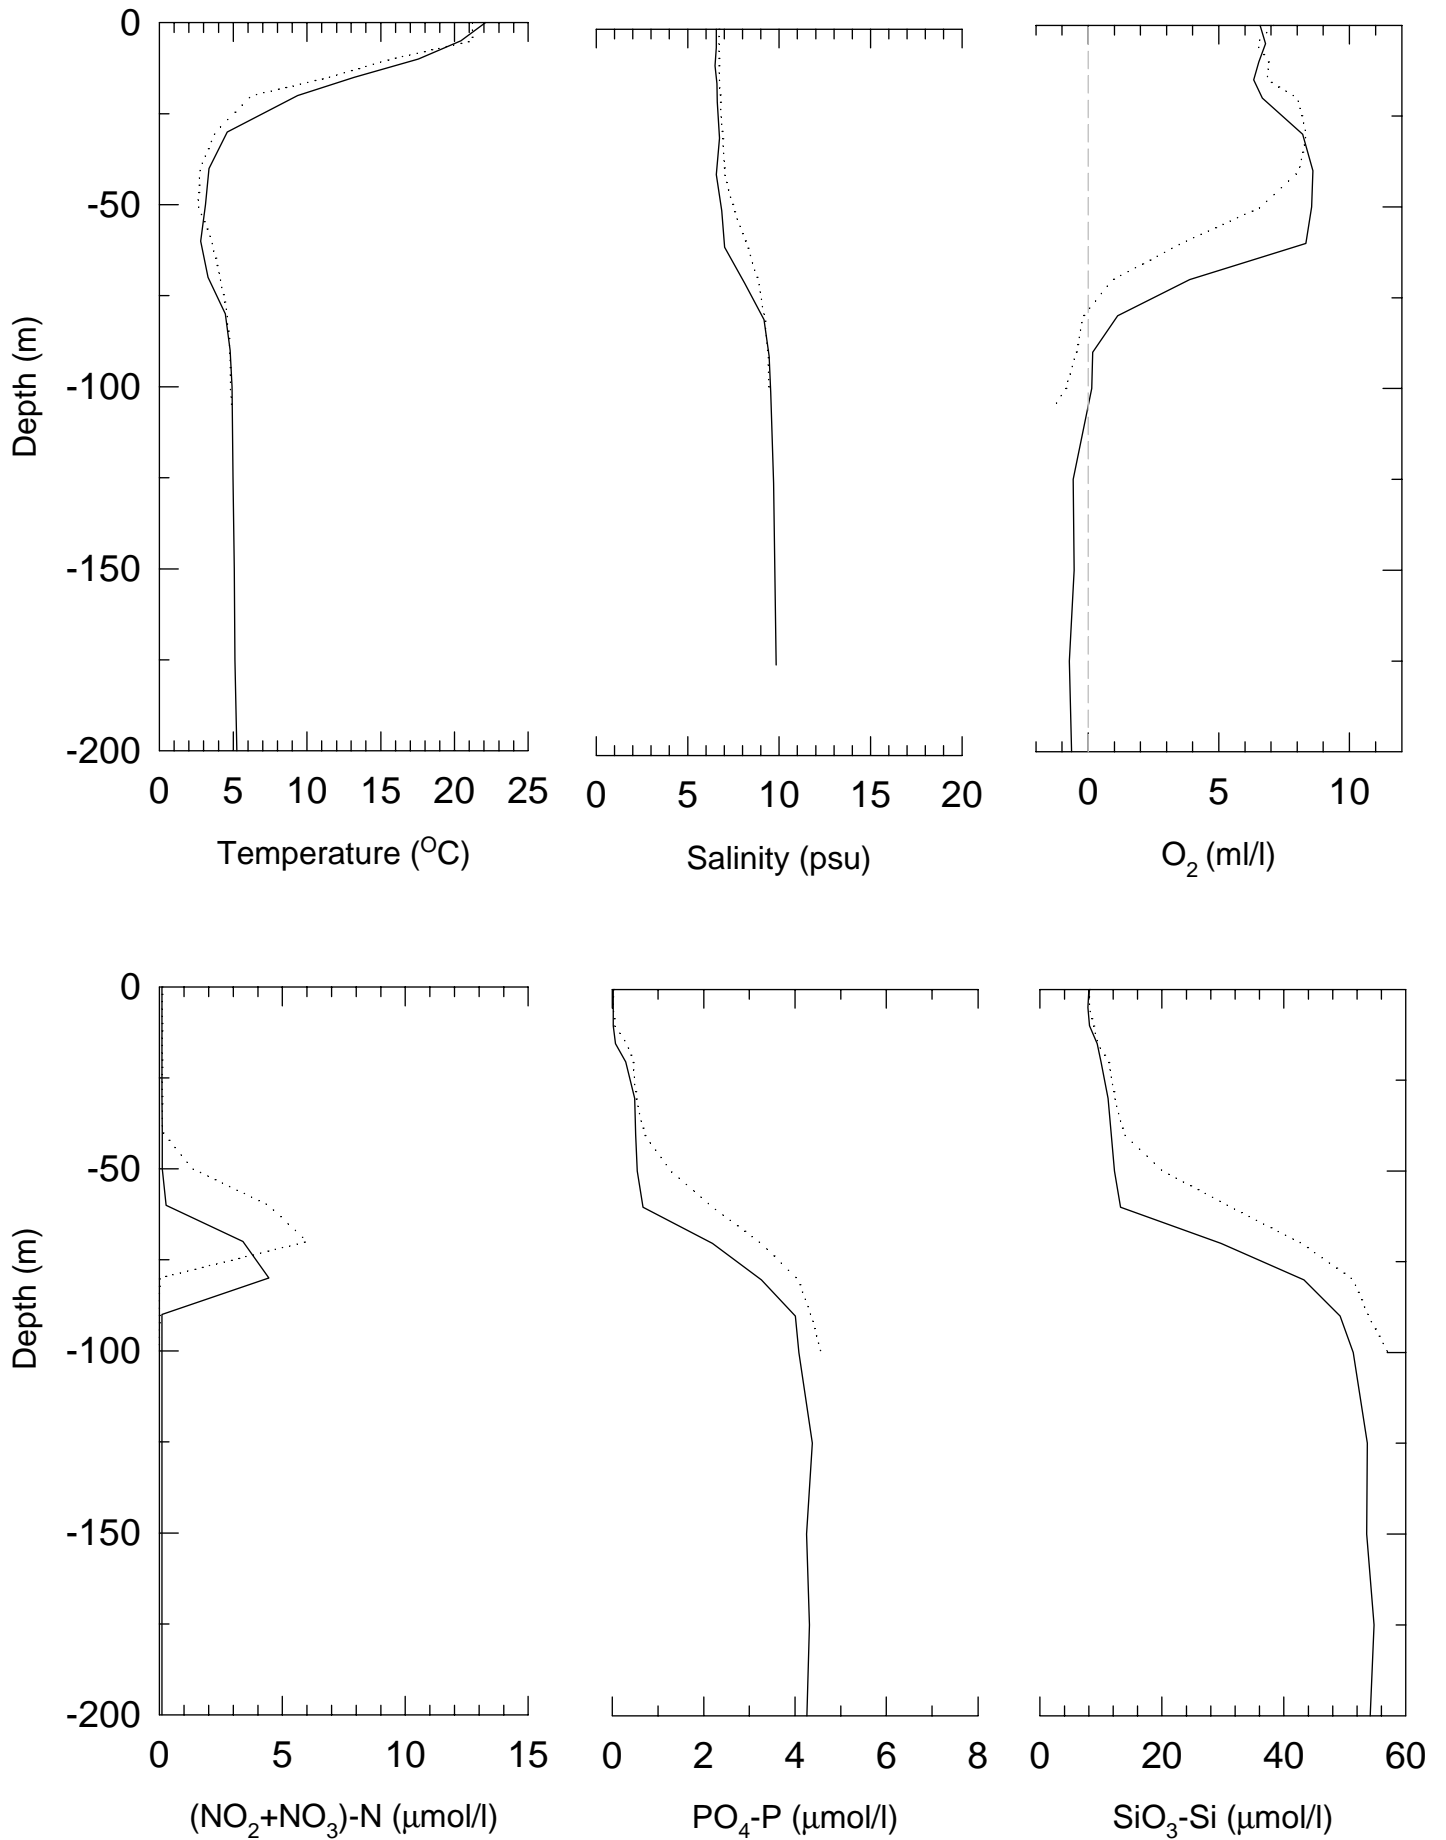 0
-50
-100
-150
-200
Depth (m)
0 5 10 15 20 25
Temperature (°C)
0 5 10 15 20
Salinity (psu)
0 5 10
O₂ (ml/l)
0
-50
-100
-150
-200
Depth (m)
0 5 10 15
(NO₂+NO₃)-N (μmol/l)
0 2 4 6 8
PO₄-P (μmol/l)
0 20 40 60
SiO₃-Si (μmol/l)